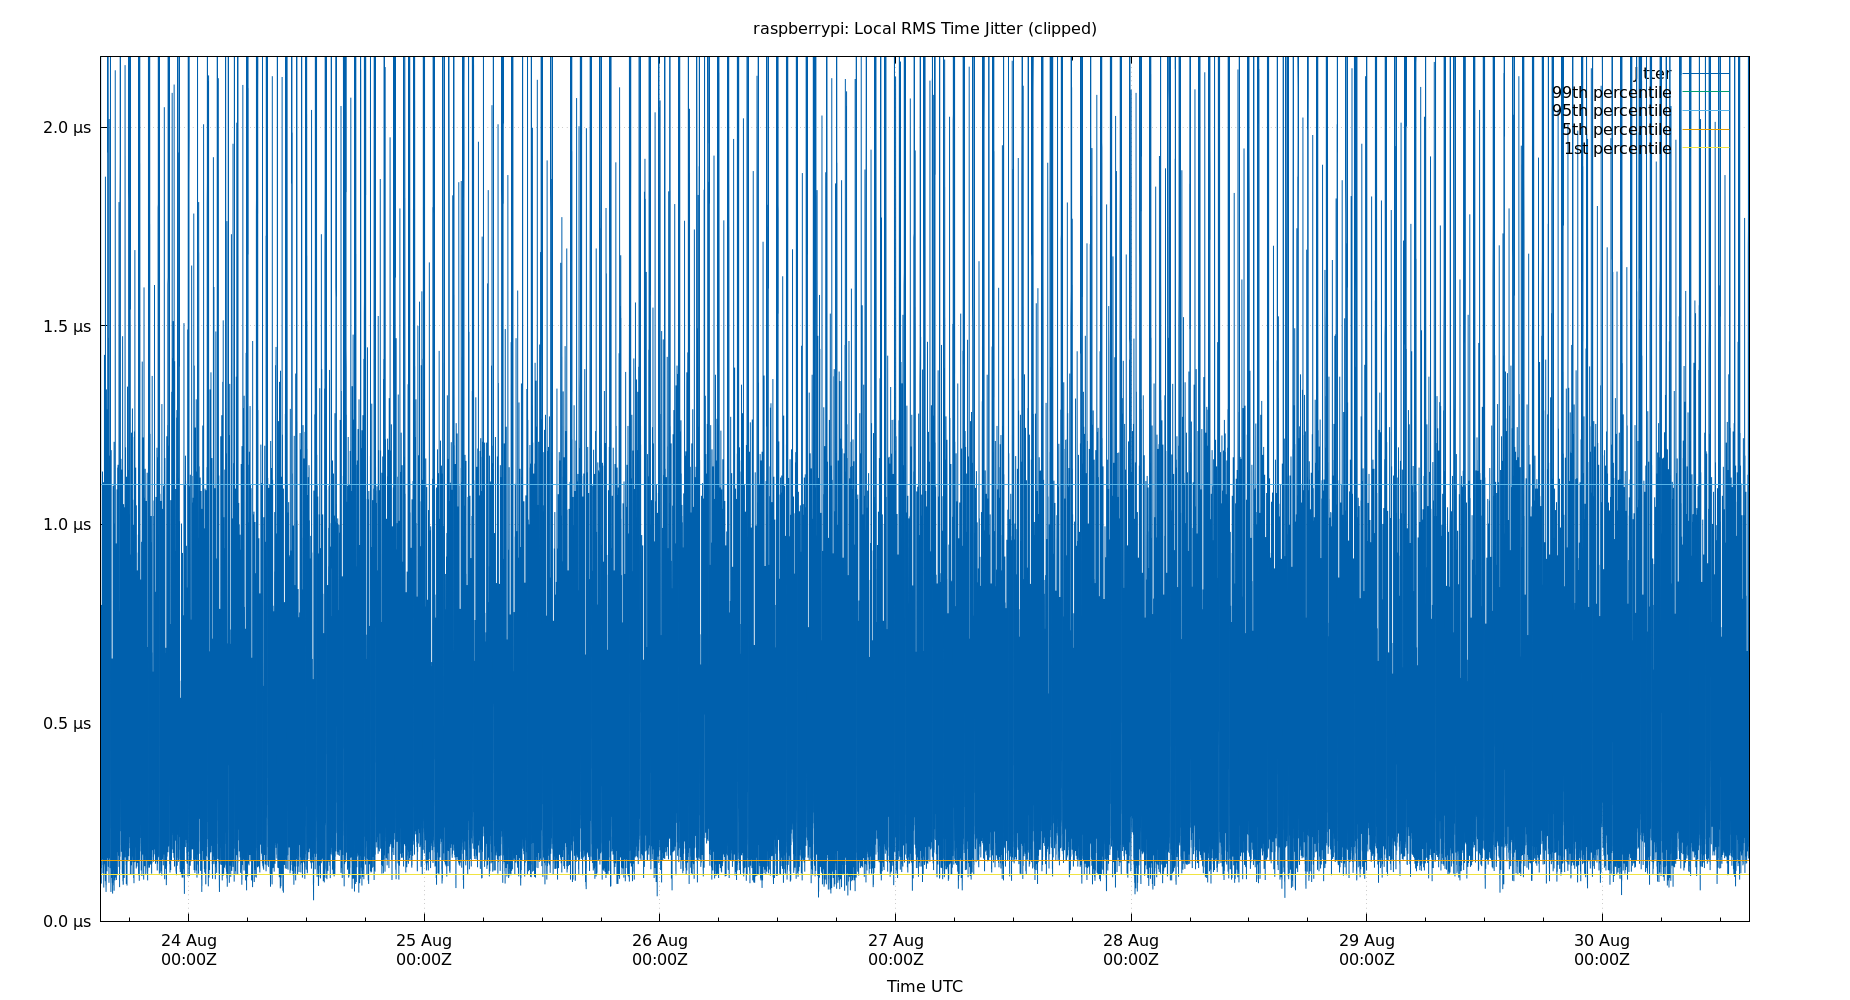 raspberrypi: Local RMS Time Jitter (clipped)
jitter
99th percentile
95th percentile
5th percentile
1st percentile
2.0 µs
1.5 µs
1.0 µs
0.5 µs
0.0 µs
24 Aug 25 Aug 26 Aug 27 Aug 28 Aug 29 Aug 30 Aug
00:00Z 00:00Z 00:00Z 00:00Z 00:00Z 00:00Z 00:00Z
Time UTC